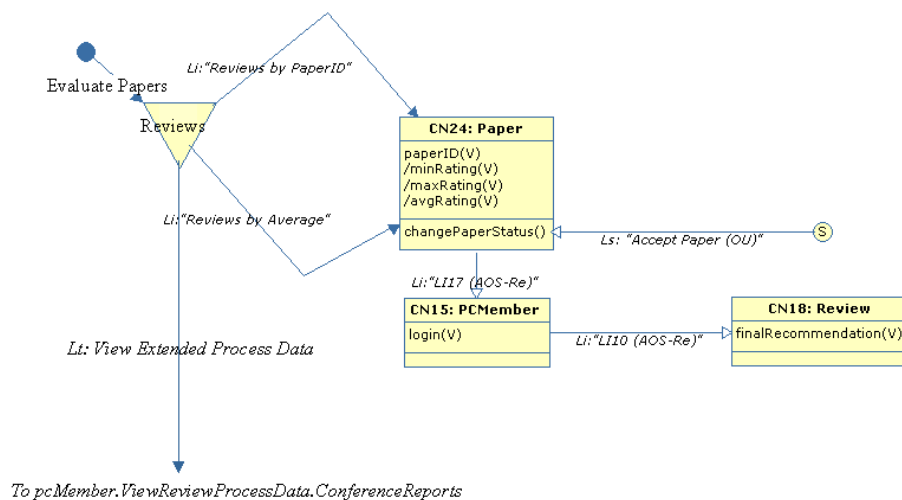 Evaluate Papers
Li:"Reviews by PaperID"
Reviews
CN24: Paper
paperID(V)
/minRating(V)
/maxRating(V)
/avgRating(V)
changePaperStatus()
Li:"Reviews by Average"
Ls: "Accept Paper (OU)"
S
Li:"LI17 (AOS-Re)"
CN15: PCMember
login(V)
Li:"LI10 (AOS-Re)"
CN18: Review
finalRecommendation(V)
Lt: View Extended Process Data
To pcMember.ViewReviewProcessData.ConferenceReports